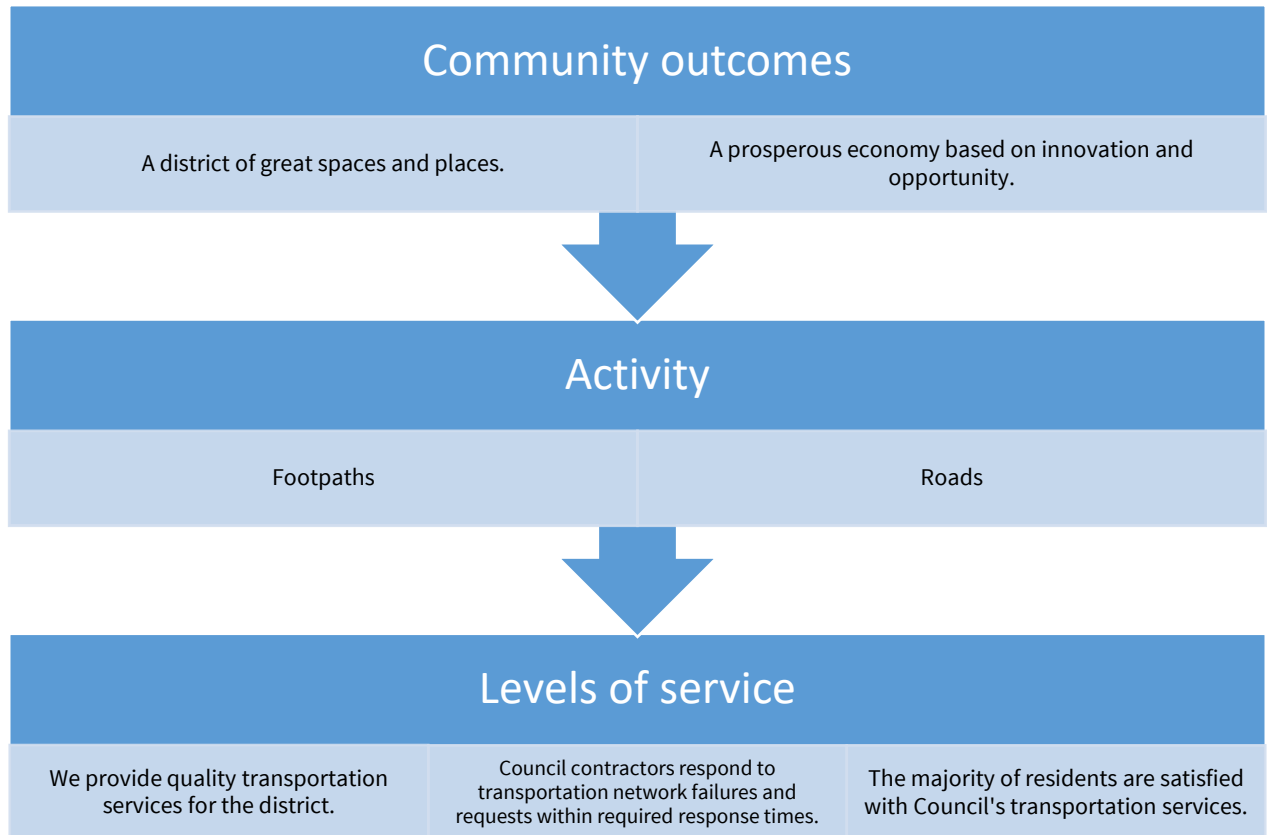 Community outcomes
A district of great spaces and places.
A prosperous economy based on innovation and
opportunity.
Activity
Footpaths
Roads
Levels of service
We provide quality transportation
services for the district.
Council contractors respond to
transportation network failures and
requests within required response times.
The majority of residents are satisfied
with Council's transportation services.